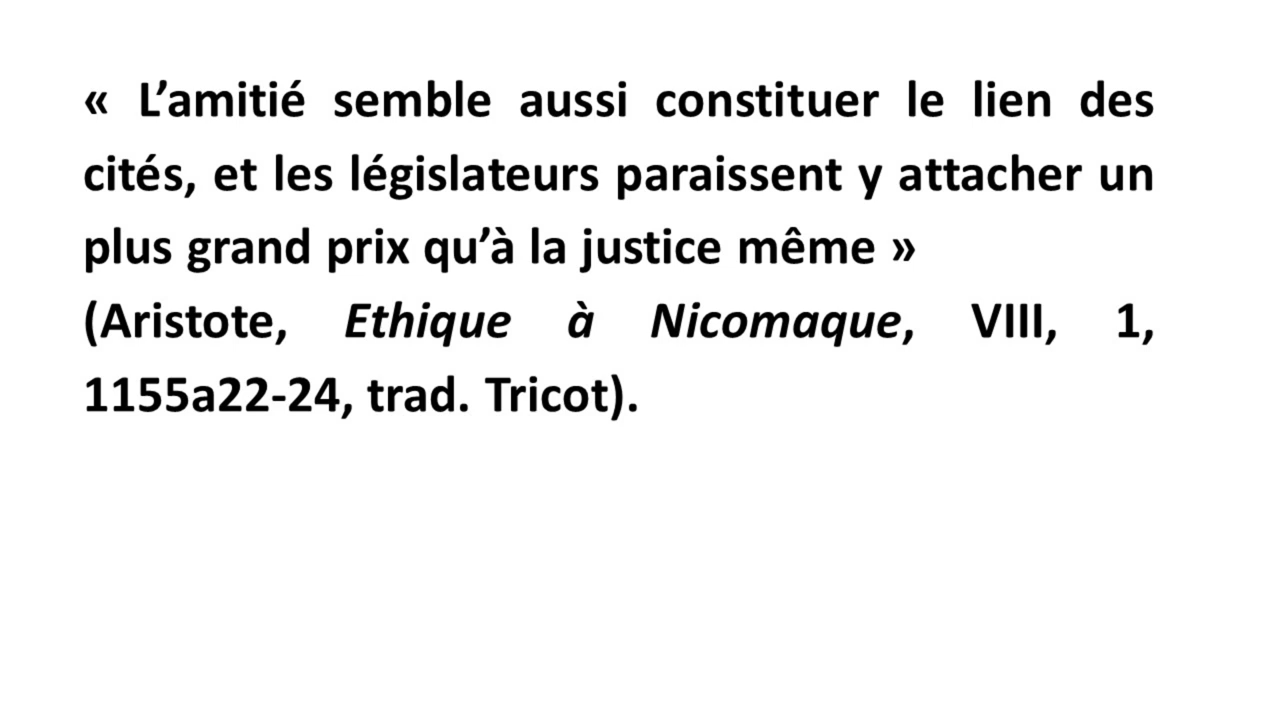 « L’amitié semble aussi constituer le lien des
cités, et les législateurs paraissent y attacher un
plus grand prix qu’à la justice même »
(Aristote, Ethique à Nicomaque, VIII, 1,
1155a22-24, trad. Tricot).